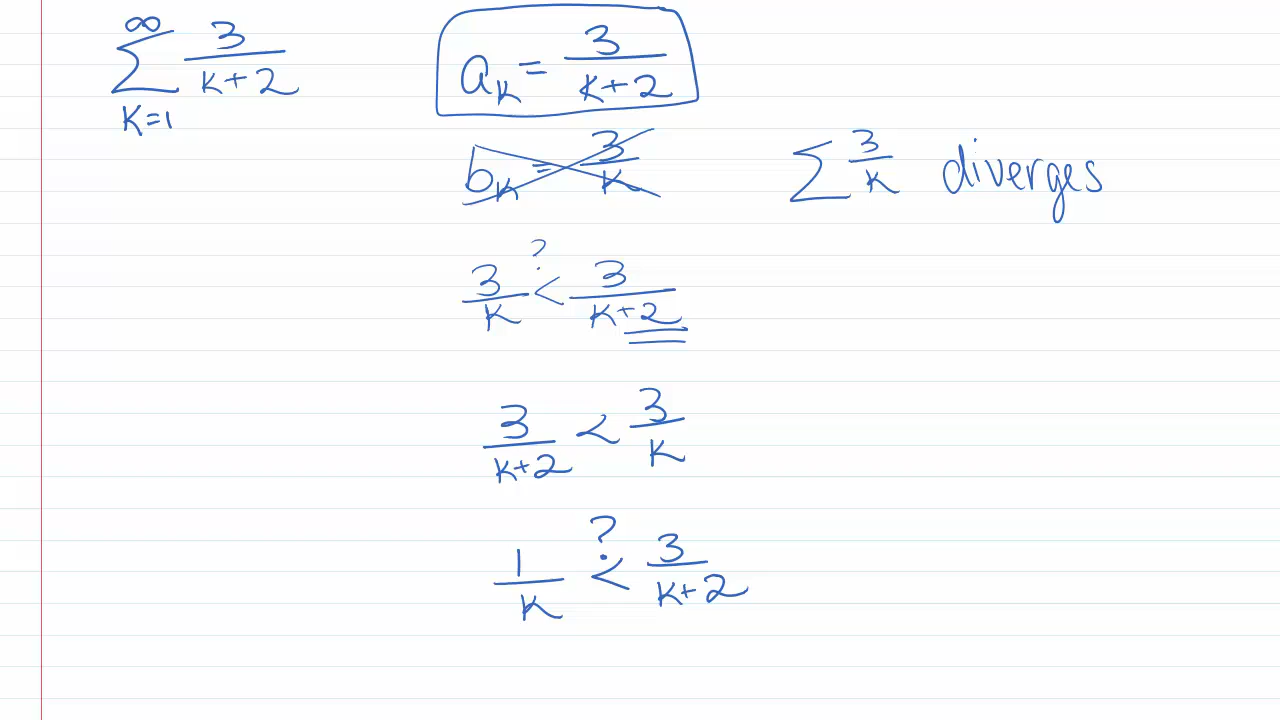 ∞ ∑ K=1 3/(K+2) a_K = 3/(K+2)
b_K = 3/K ∑ 3/K diverges
3/K <? 3/(K+2)
3/(K+2) < 3/K
1/K <? 3/(K+2)